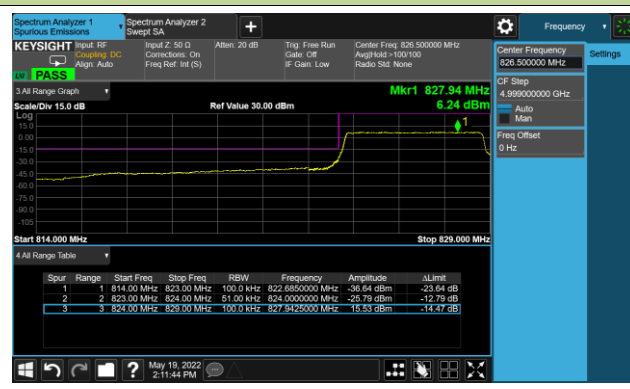 Spectrum Analyzer 1
Spurious Emissions
Spectrum Analyzer 2
Swept SA
+
Frequency
KEYSIGHT
Input: RF
Coupling: DC
Align: Auto
Input Z: 50 Ω
Corrections: On
Freq Ref: Int (S)
Atten: 20 dB
Trig: Free Run
Gate: Off
IF Gain: Low
Center Freq: 826.500000 MHz
Avg|Hold:>100/100
Radio Std: None
LW PASS
Center Frequency
826.500000 MHz
Settings
CF Step
4.999000000 GHz
Auto
Man
Freq Offset
0 Hz
3 All Range Graph
Mkr1 827.94 MHz
Scale/Div 15.0 dB
Ref Value 30.00 dBm
6.24 dBm
Log
15.0
0.00
-15.0
-30.0
-45.0
-60.0
-75.0
-90.0
-105
1
Start 814.000 MHz
Stop 829.000 MHz
4 All Range Table
Spur Range Start Freq Stop Freq RBW Frequency Amplitude ΔLimit
1 1 814.00 MHz 823.00 MHz 100.0 kHz 822.6850000 MHz -36.64 dBm -23.64 dB
2 2 823.00 MHz 824.00 MHz 51.00 kHz 824.0000000 MHz -25.79 dBm -12.79 dB
3 3 824.00 MHz 829.00 MHz 100.0 kHz 827.9425000 MHz 15.53 dBm -14.47 dB
?
May 19, 2022
2:11:44 PM